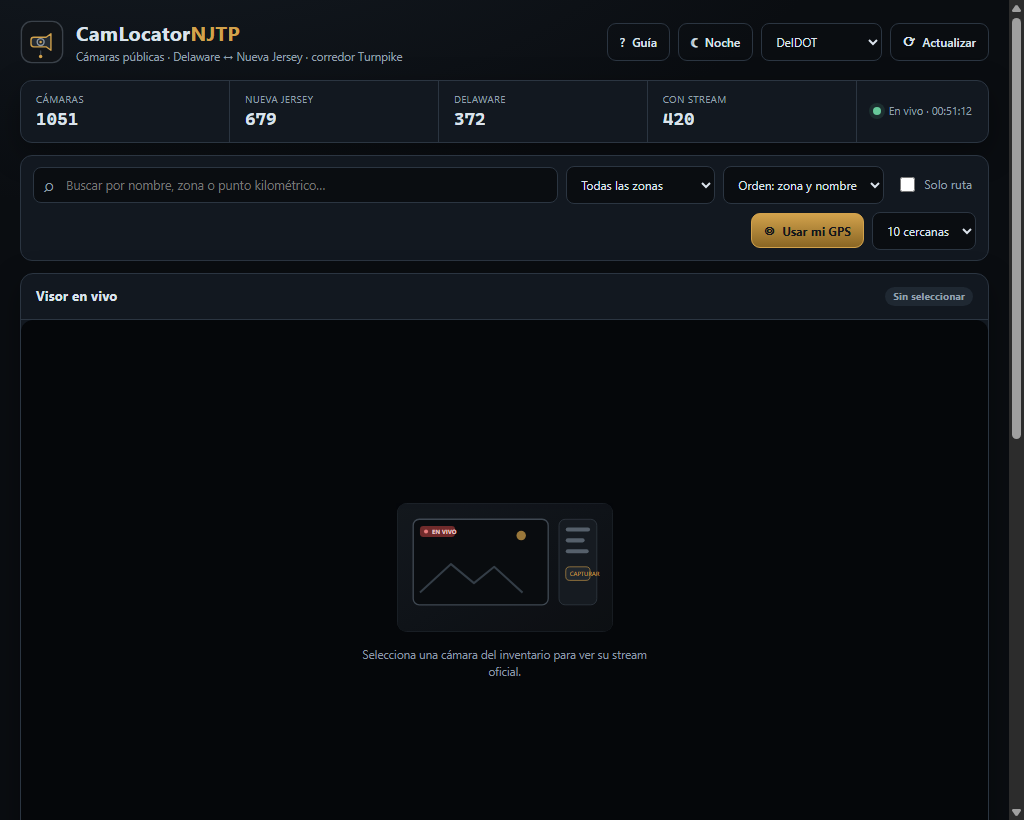 CamLocatorNJTP
Cámaras públicas · Delaware ↔ Nueva Jersey · corredor Turnpike
? Guía
Noche
DelDOT
Actualizar
CÁMARAS
1051
NUEVA JERSEY
679
DELAWARE
372
CON STREAM
420
En vivo · 00:51:12
Buscar por nombre, zona o punto kilométrico...
Todas las zonas
Orden: zona y nombre
Solo ruta
Usar mi GPS
10 cercanas
Visor en vivo
Sin seleccionar
EN VIVO
CAPTURAR
Selecciona una cámara del inventario para ver su stream
oficial.